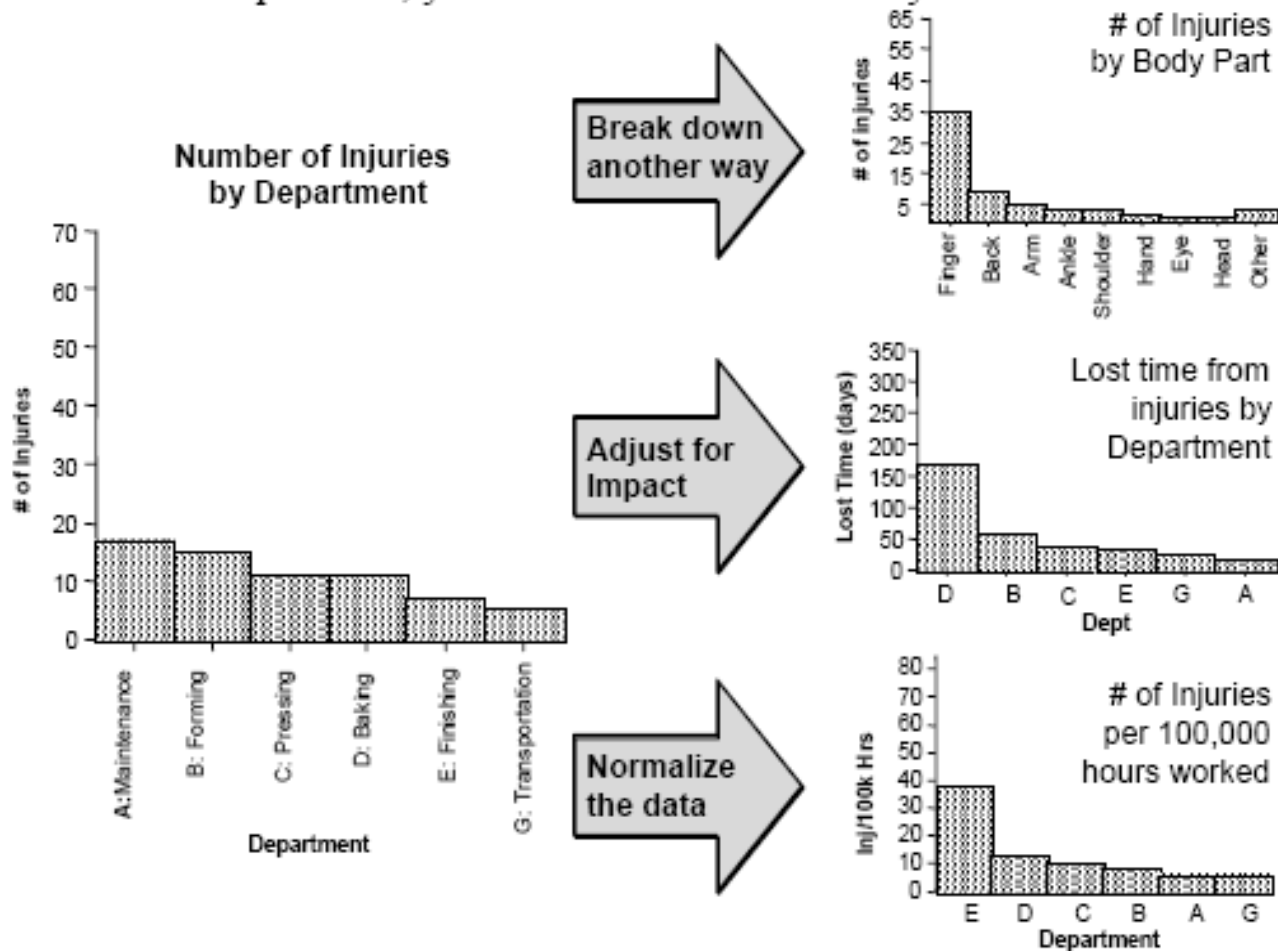 Number of Injuries
by Department
# of Injuries
70
60
50
40
30
20
10
0
A:Maintenance
B: Forming
C: Pressing
D: Baking
E: Finishing
G: Transportation
Department
Break down
another way
# of Injuries
by Body Part
# of injuries
65
55
45
35
25
15
5
Finger
Back
Arm
Ankle
Shoulder
Hand
Eye
Head
Other
Adjust for
Impact
Lost time from
injuries by
Department
Lost Time (days)
350
300
250
200
150
100
50
0
D B C E G A
Dept
Normalize
the data
# of Injuries
per 100,000
hours worked
Inj/100k Hrs
80
70
60
50
40
30
20
10
0
E D C B A G
Department